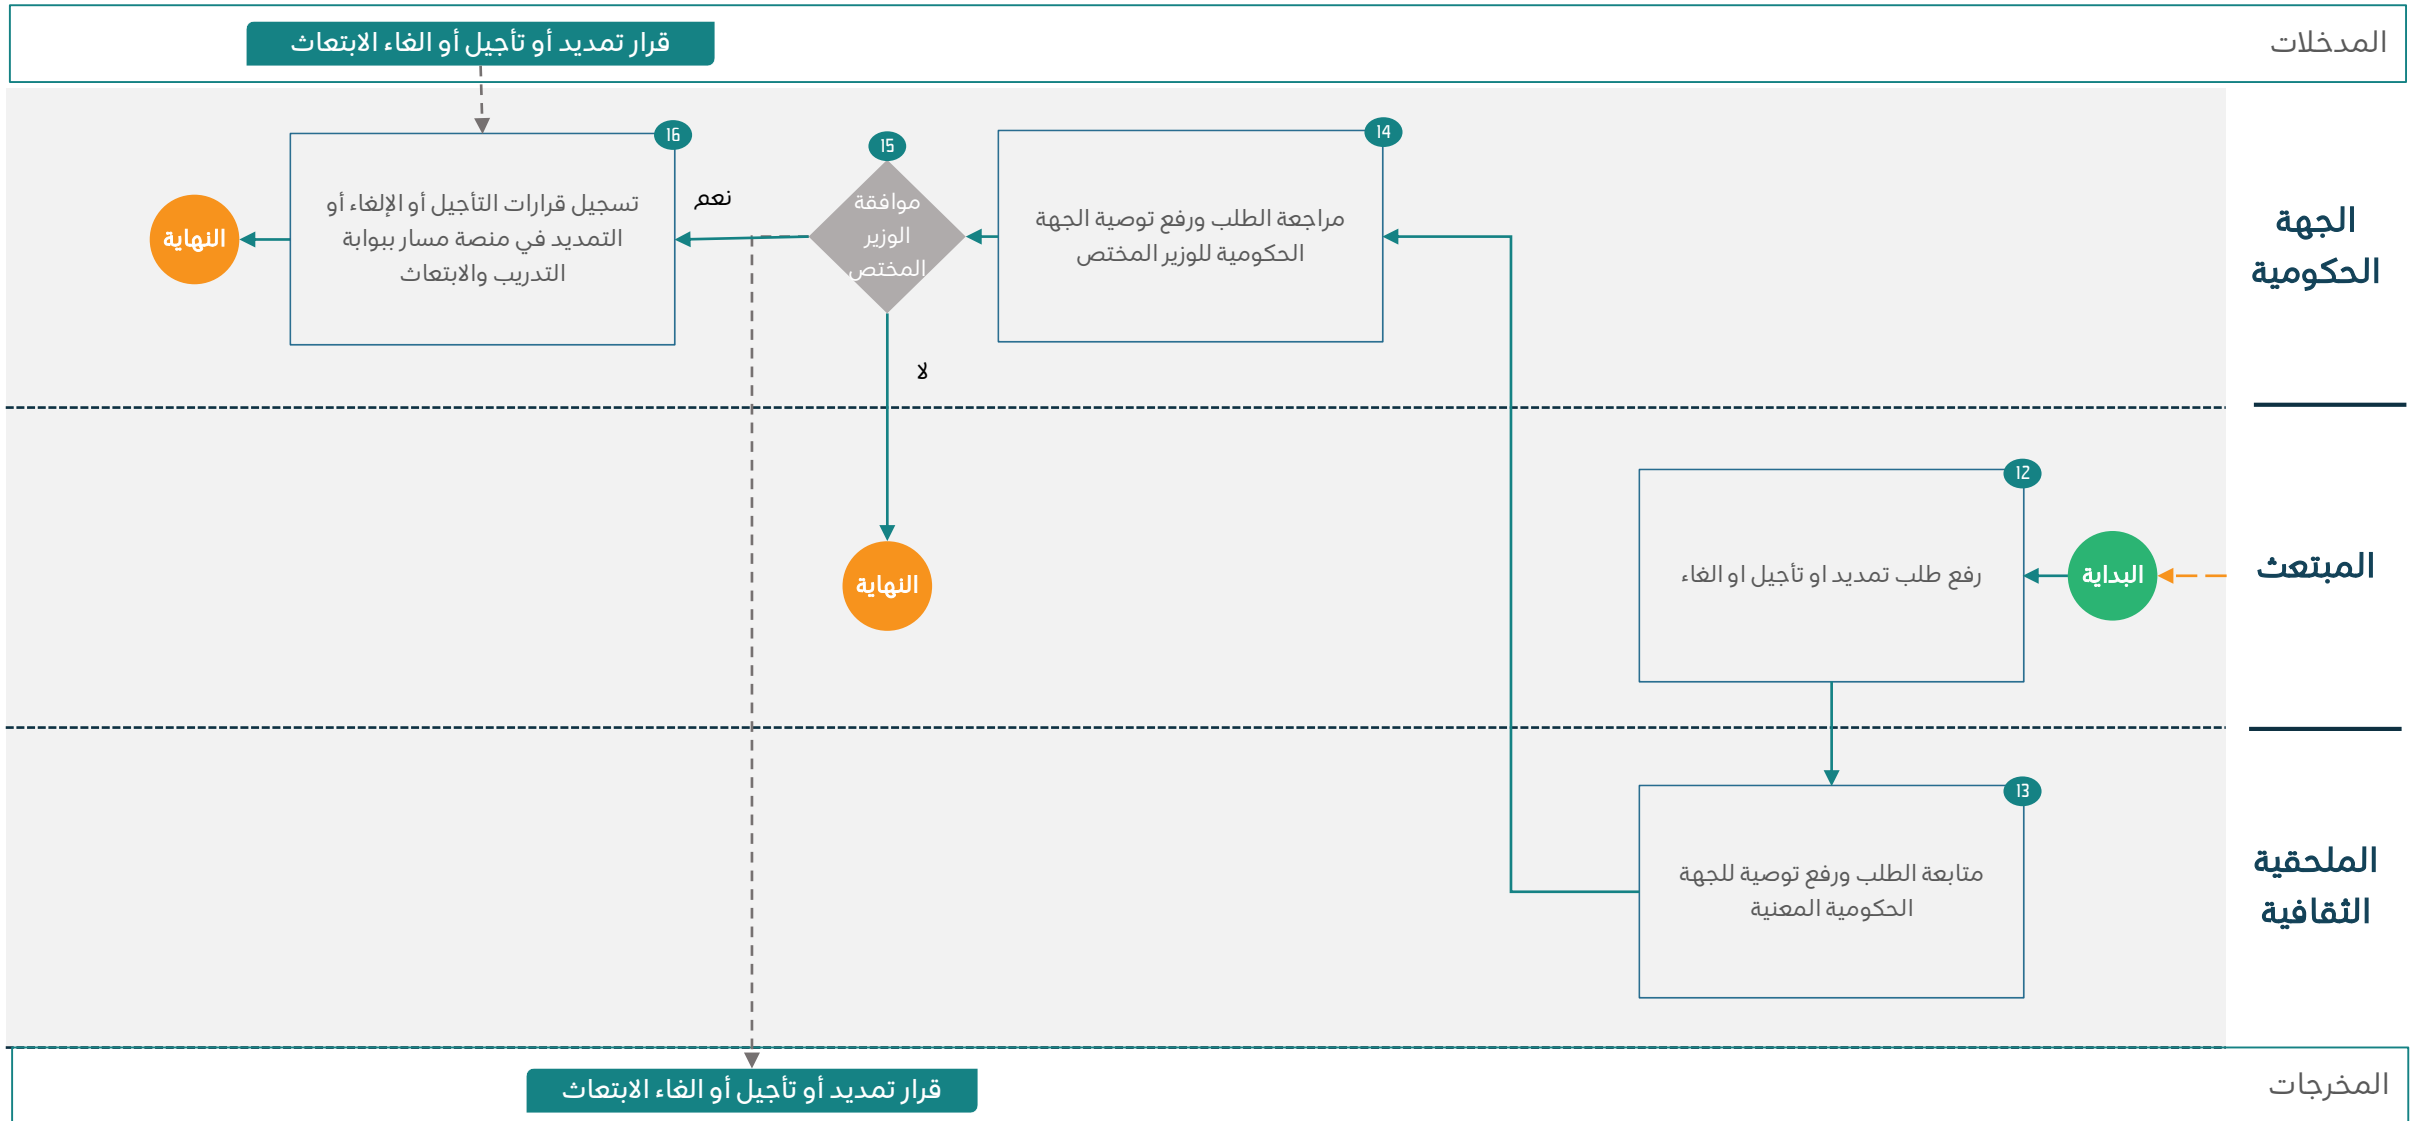 المدخلات
قرار تمديد أو تأجيل أو الغاء الابتعاث
الجهة
الحكومية
14
مراجعة الطلب ورفع توصية الجهة
الحكومية للوزير المختص
15
موافقة
الوزير
المختص
نعم
لا
16
تسجيل قرارات التأجيل أو الإلغاء أو
التمديد في منصة مسار ببوابة
التدريب والابتعاث
النهاية
المبتعث
البداية
12
رفع طلب تمديد او تأجيل او الغاء
النهاية
الملحقية
الثقافية
13
متابعة الطلب ورفع توصية للجهة
الحكومية المعنية
المخرجات
قرار تمديد أو تأجيل أو الغاء الابتعاث